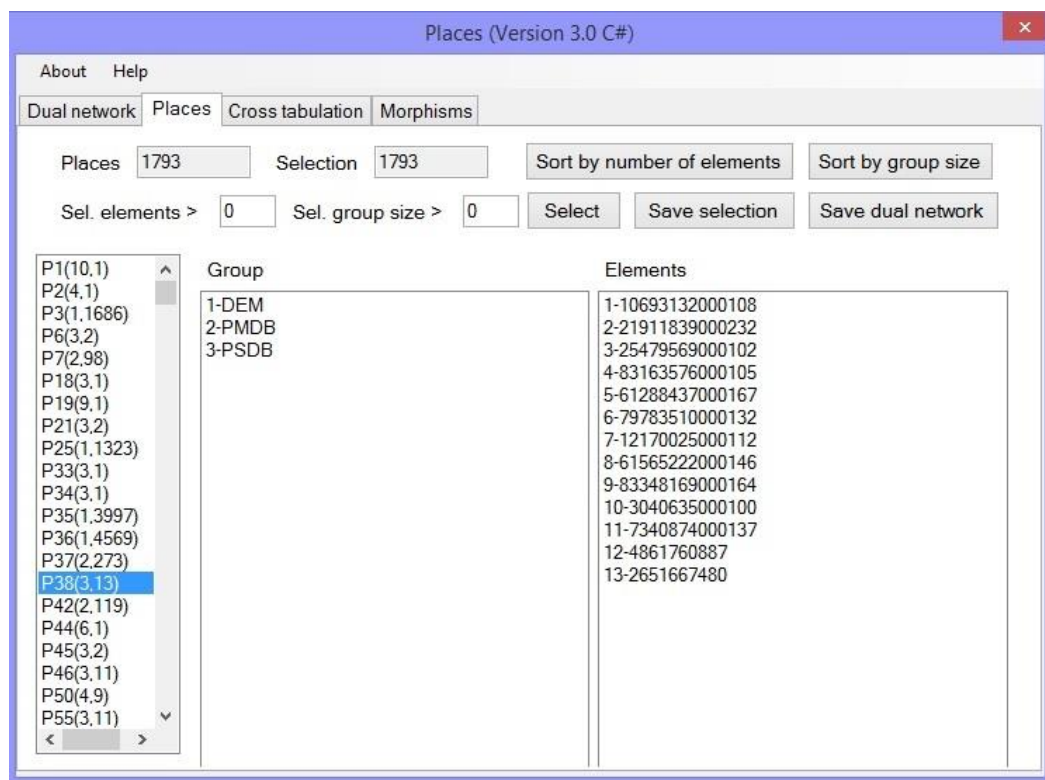 Places (Version 3.0 C#)
About Help
Dual network Places Cross tabulation Morphisms
Places 1793 Selection 1793 Sort by number of elements Sort by group size
Sel. elements > 0 Sel. group size > 0 Select Save selection Save dual network
P1(10,1)
P2(4,1)
P3(1,1686)
P6(3,2)
P7(2,98)
P18(3,1)
P19(9,1)
P21(3,2)
P25(1,1323)
P33(3,1)
P34(3,1)
P35(1,3997)
P36(1,4569)
P37(2,273)
P38(3,13)
P42(2,119)
P44(6,1)
P45(3,2)
P46(3,11)
P50(4,9)
P55(3,11)
Group
1-DEM
2-PMDB
3-PSDB
Elements
1-10693132000108
2-21911839000232
3-25479569000102
4-83163576000105
5-61288437000167
6-79783510000132
7-12170025000112
8-61565222000146
9-83348169000164
10-3040635000100
11-7340874000137
12-4861760887
13-2651667480